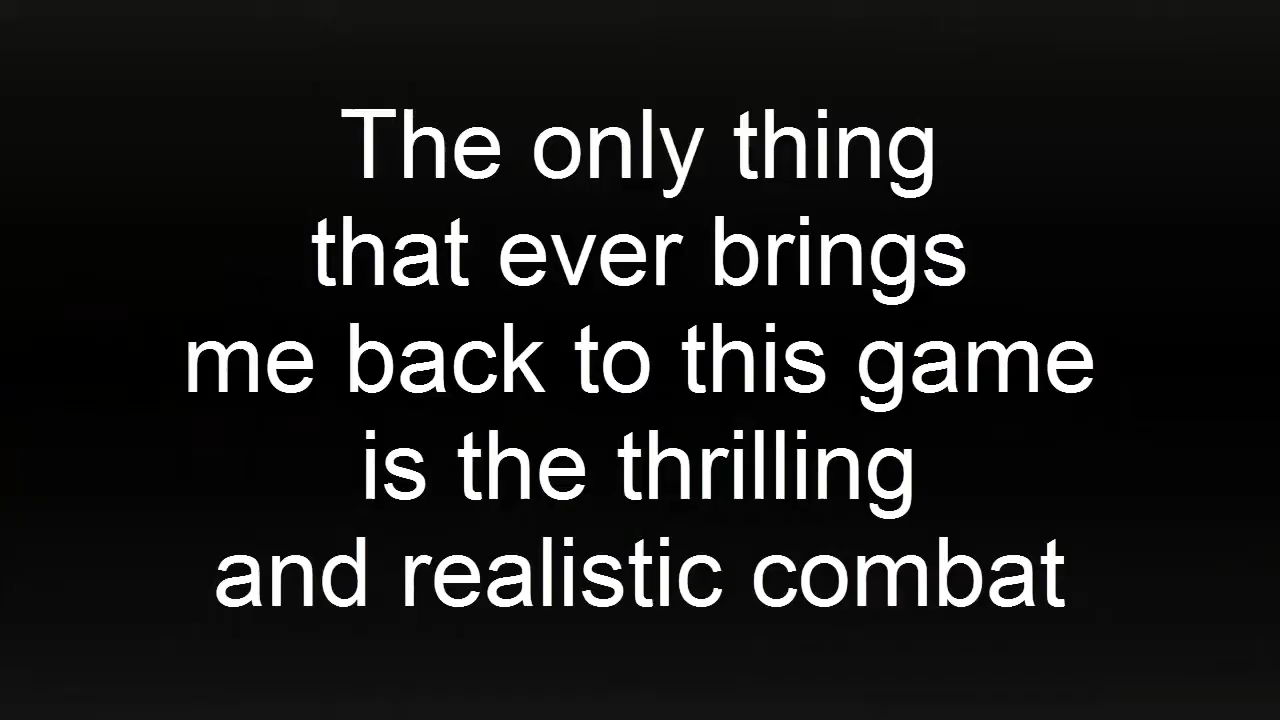 The only thing
that ever brings
me back to this game
is the thrilling
and realistic combat